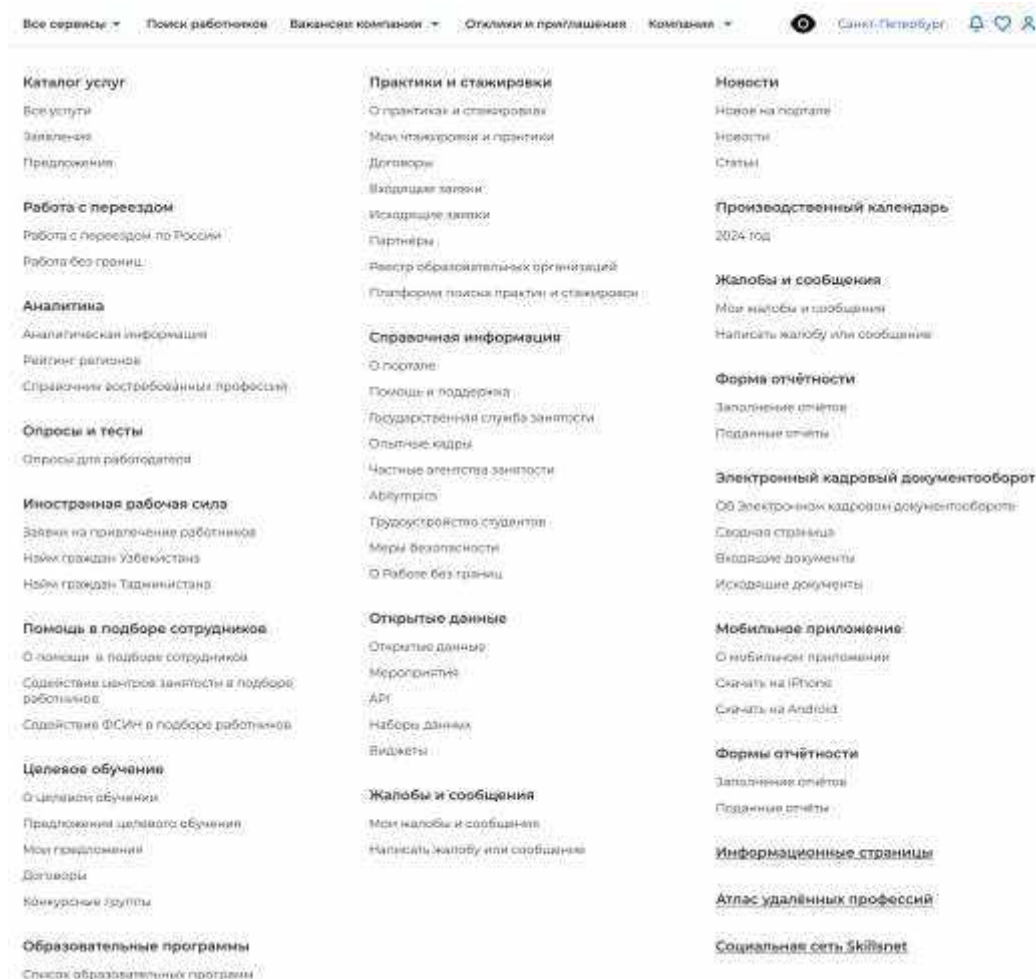 Все сервисы
Поиск работников
Вакансии компании
Отклики и приглашения
Компания
Санкт-Петербург
Каталог услуг
Все услуги
Заявления
Предложения
Работа с переездом
Работа с переездом по России
Работа без границ
Аналитика
Аналитическая информация
Рейтинг регионов
Справочник востребованных профессий
Опросы и тесты
Опросы для работодателя
Иностранная рабочая сила
Заявки на привлечение работников
Найм граждан Узбекистана
Найм граждан Таджикистана
Помощь в подборе сотрудников
О помощи в подборе сотрудников
Содействие центров занятости в подборе
работников
Содействие ФСИН в подборе работников
Целевое обучение
О целевом обучении
Предложения целевого обучения
Мои предложения
Договоры
Конкурсные группы
Образовательные программы
Список образовательных программ
Практики и стажировки
О практиках и стажировках
Мои стажировки и практики
Договоры
Входящие заявки
Исходящие заявки
Партнёры
Реестр образовательных организаций
Платформы поиска практик и стажировок
Справочная информация
О портале
Помощь и поддержка
Государственная служба занятости
Опытные кадры
Частные агентства занятости
Abilympics
Трудоустройство студентов
Меры безопасности
О Работе без границ
Открытые данные
Открытые данные
Мероприятия
API
Наборы данных
Виджеты
Жалобы и сообщения
Мои жалобы и сообщения
Написать жалобу или сообщение
Новости
Новое на портале
Новости
Статьи
Производственный календарь
2024 год
Жалобы и сообщения
Мои жалобы и сообщения
Написать жалобу или сообщение
Форма отчётности
Заполнение отчётов
Поданные отчёты
Электронный кадровый документооборот
Об Электронном кадровом документообороте
Сводная страница
Входящие документы
Исходящие документы
Мобильное приложение
О мобильном приложении
Скачать на iPhone
Скачать на Android
Формы отчётности
Заполнение отчётов
Поданные отчёты
Информационные страницы
Атлас удалённых профессий
Социальная сеть Skillsnet